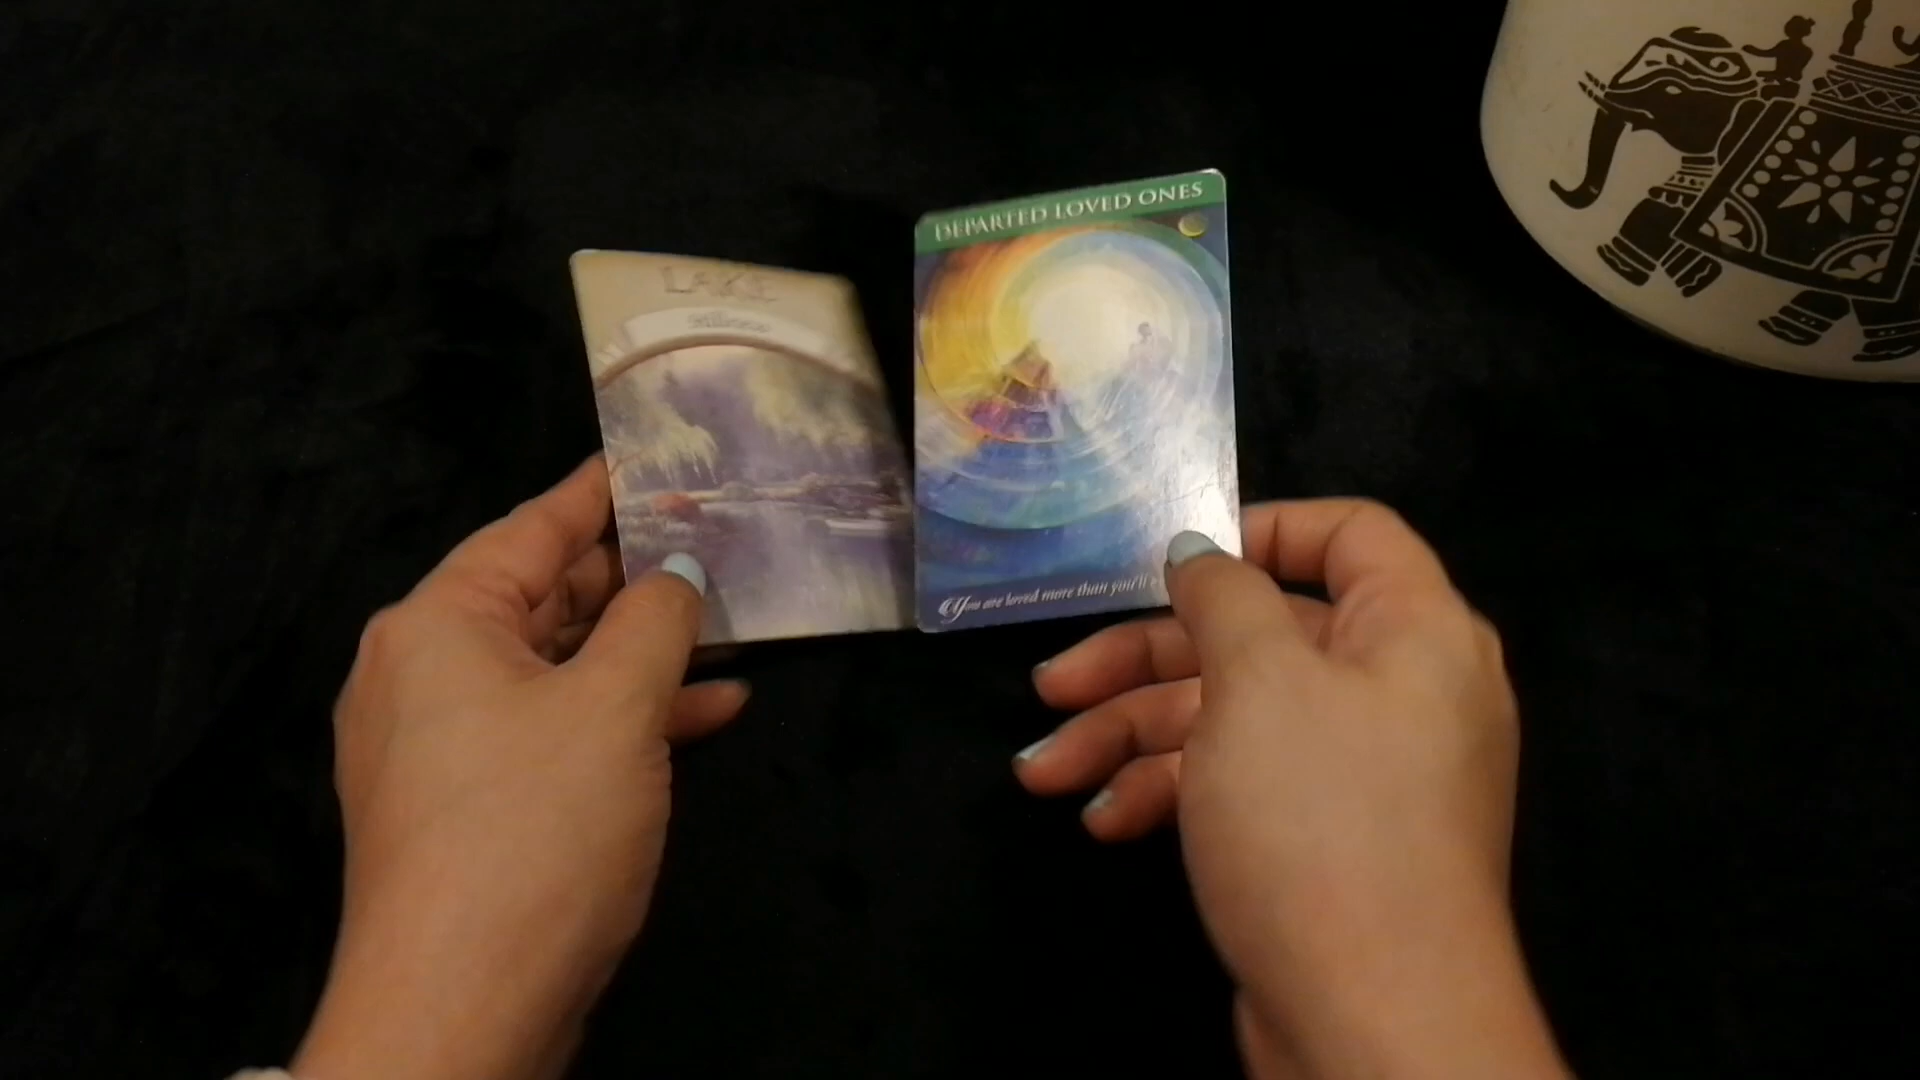 LAKE
DEPARTED LOVED ONES
You are loved more than you'll